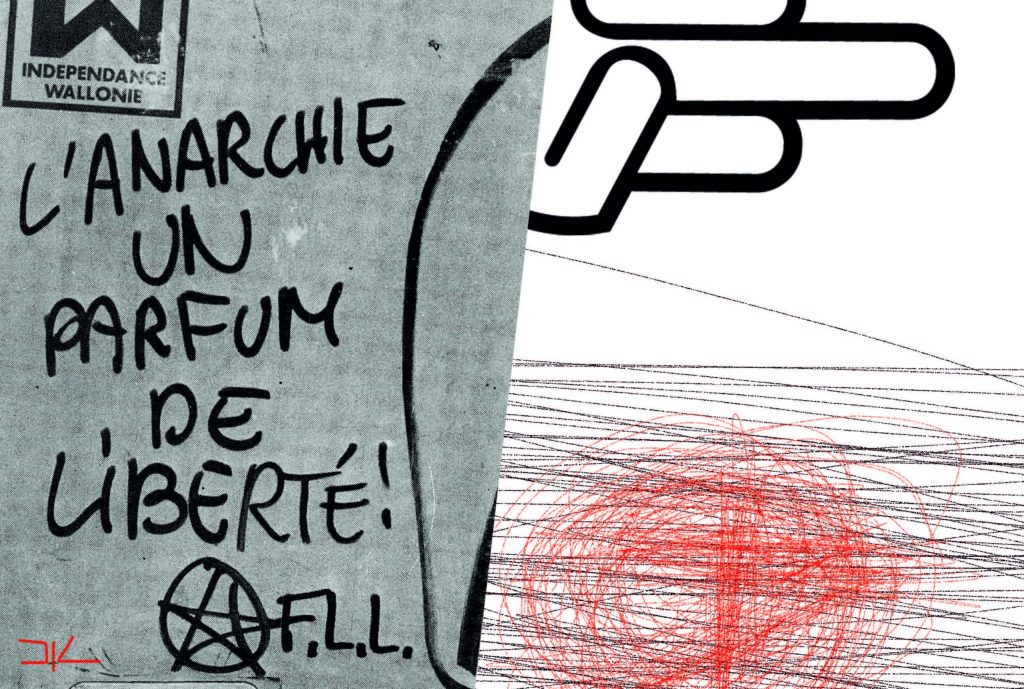 INDEPENDANCE
WALLONIE
L'ANARCHIE
UN
PARFUM
DE
LIBERTÉ!
F.L.L.